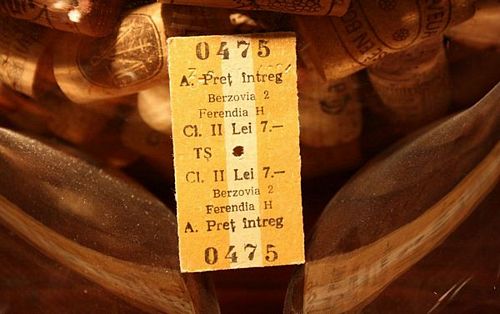 0475
A. Preț întreg
Berzovia 2
Ferendia H
Cl. II Lei 7.—
TȘ
Cl. II Lei 7.—
Berzovia 2
Ferendia H
A. Preț întreg
0475